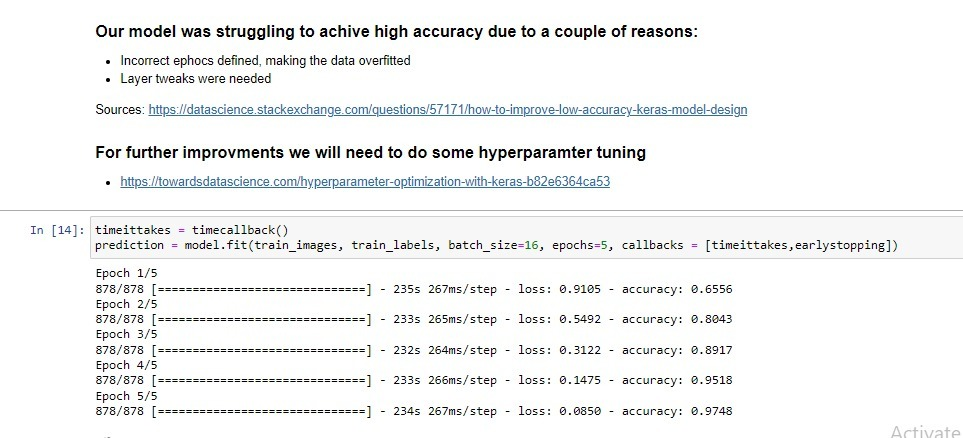 Our model was struggling to achive high accuracy due to a couple of reasons:
• Incorrect ephocs defined, making the data overfitted
• Layer tweaks were needed
Sources: https://datascience.stackexchange.com/questions/57171/how-to-improve-low-accuracy-keras-model-design
For further improvments we will need to do some hyperparamter tuning
• https://towardsdatascience.com/hyperparameter-optimization-with-keras-b82e6364ca53
In [14]: timeittakes = timecallback()
prediction = model.fit(train_images, train_labels, batch_size=16, epochs=5, callbacks = [timeittakes,earlystopping])
Epoch 1/5
878/878 [==============================] - 235s 267ms/step - loss: 0.9105 - accuracy: 0.6556
Epoch 2/5
878/878 [==============================] - 233s 265ms/step - loss: 0.5492 - accuracy: 0.8043
Epoch 3/5
878/878 [==============================] - 232s 264ms/step - loss: 0.3122 - accuracy: 0.8917
Epoch 4/5
878/878 [==============================] - 233s 266ms/step - loss: 0.1475 - accuracy: 0.9518
Epoch 5/5
878/878 [==============================] - 234s 267ms/step - loss: 0.0850 - accuracy: 0.9748
Activate